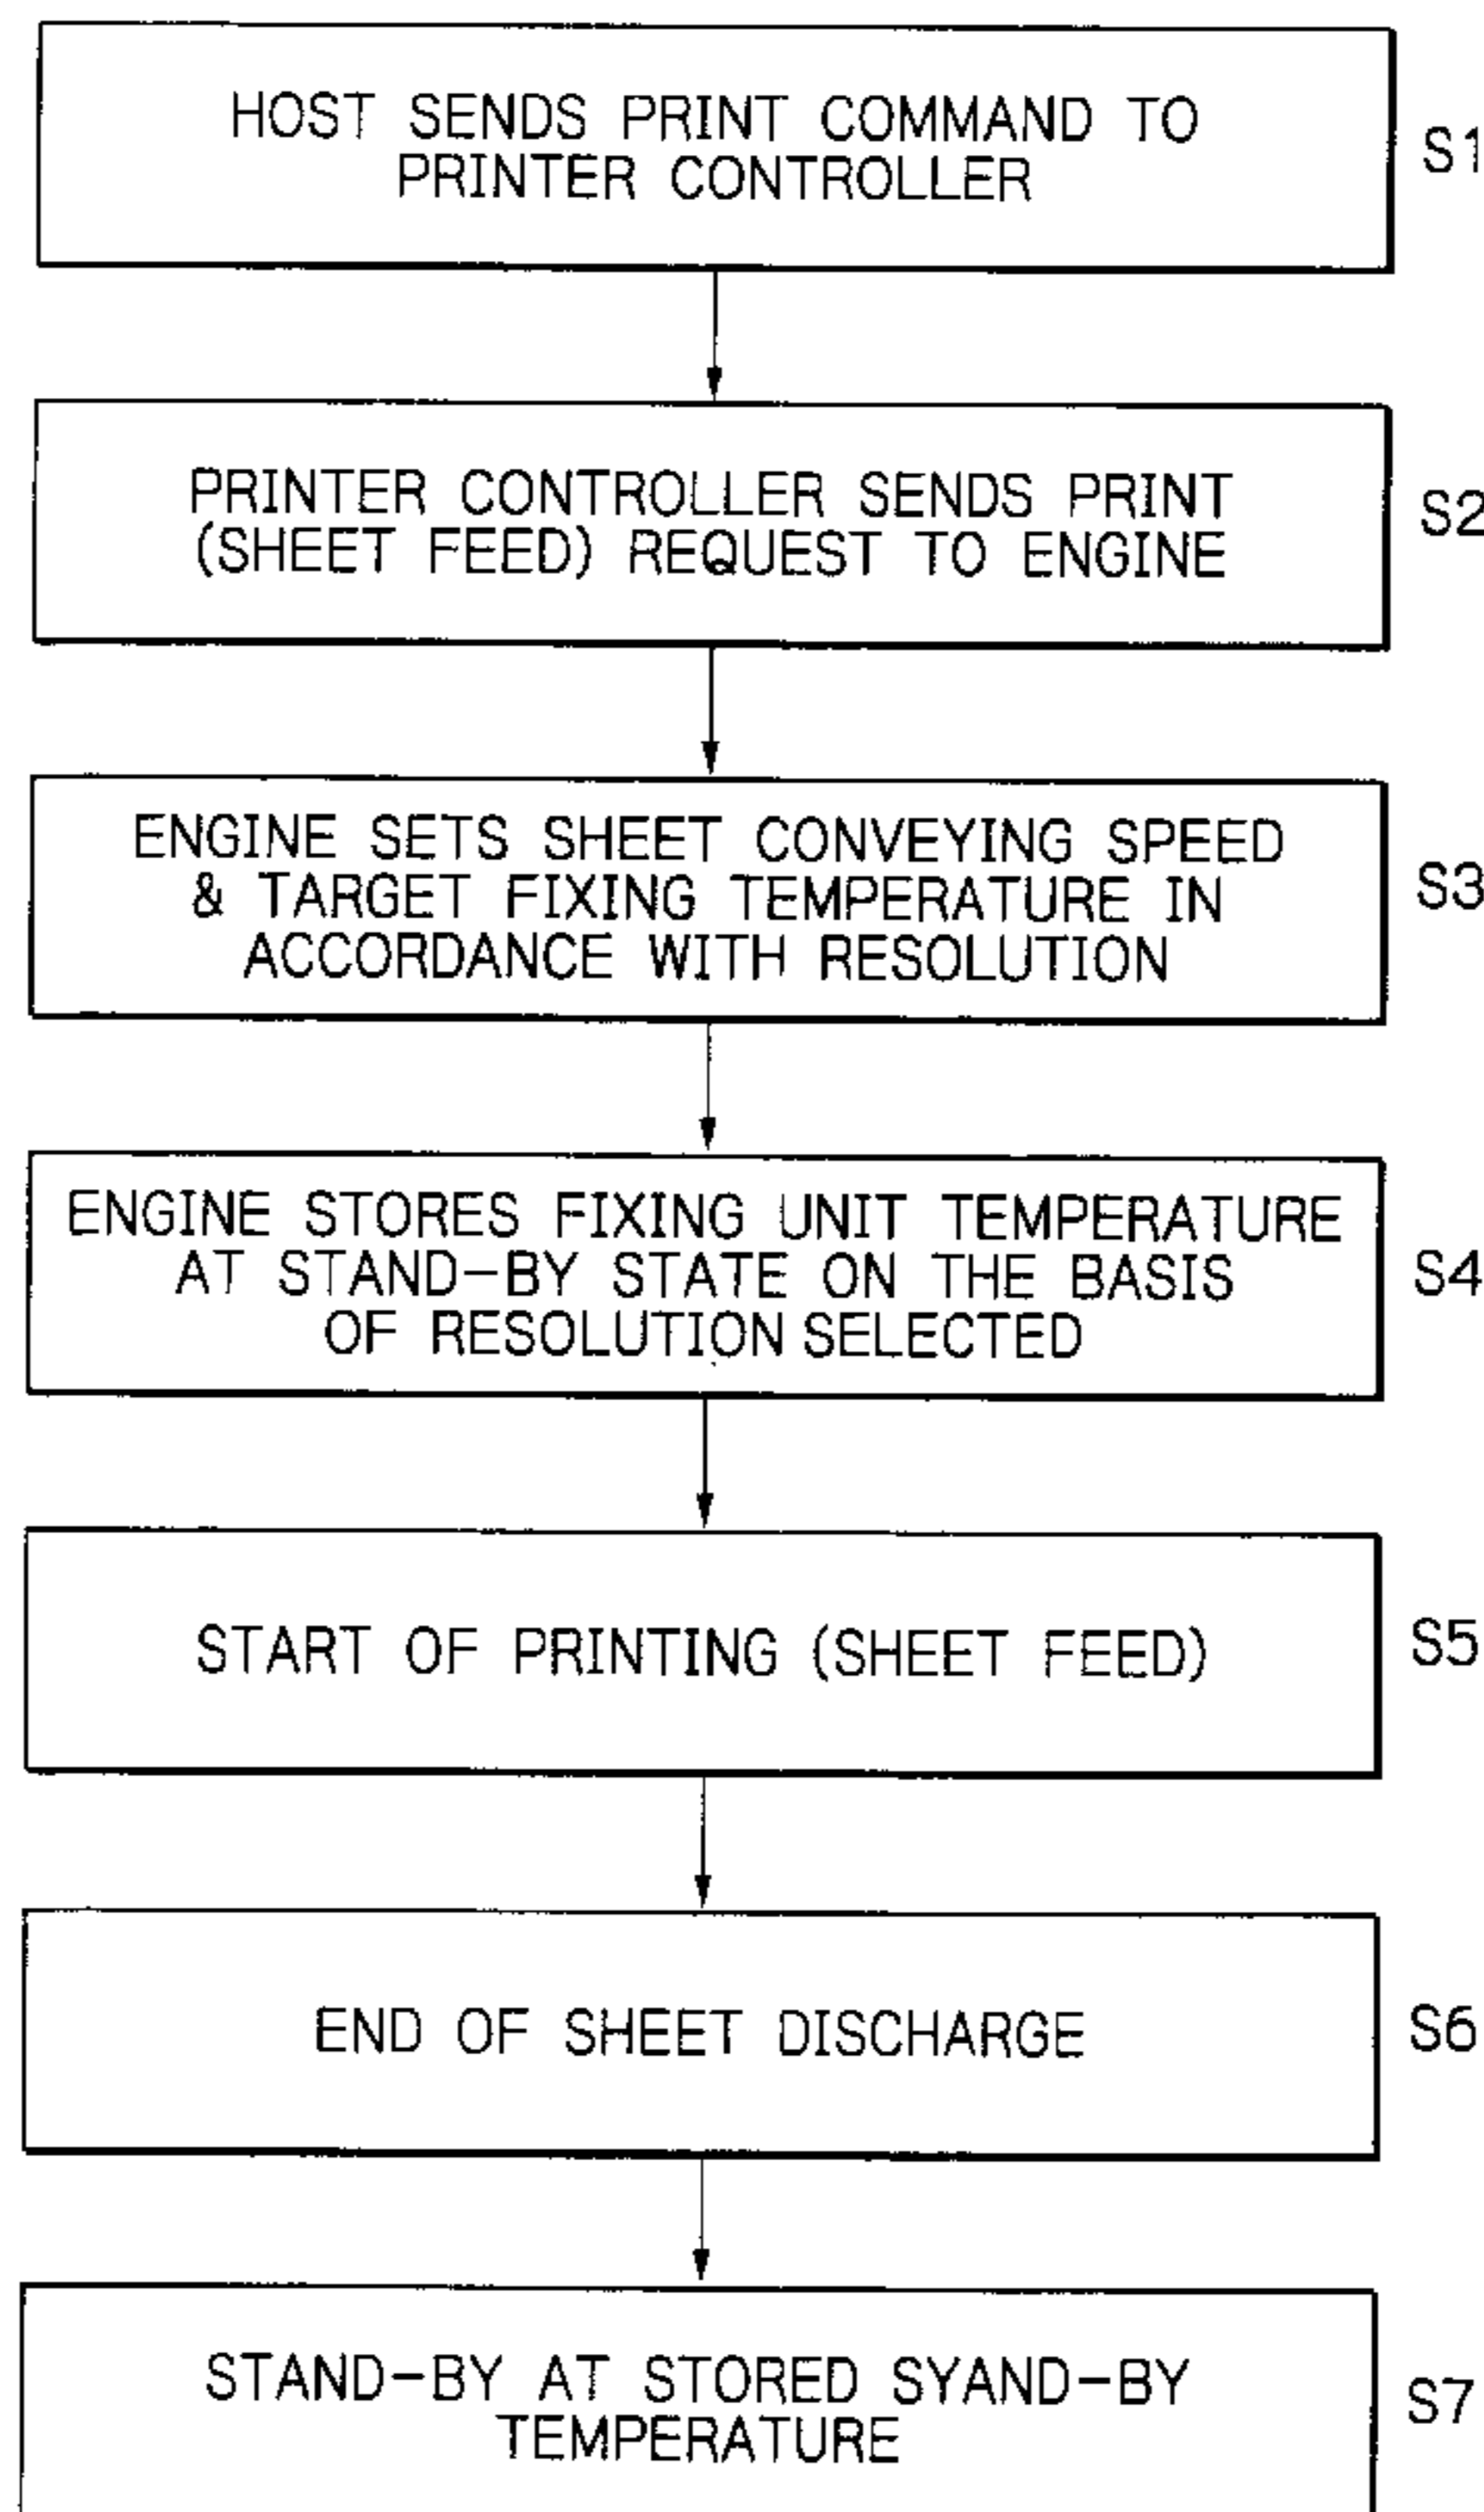 HOST SENDS PRINT COMMAND TO
PRINTER CONTROLLER
S1
PRINTER CONTROLLER SENDS PRINT
(SHEET FEED) REQUEST TO ENGINE
S2
ENGINE SETS SHEET CONVEYING SPEED
& TARGET FIXING TEMPERATURE IN
ACCORDANCE WITH RESOLUTION
S3
ENGINE STORES FIXING UNIT TEMPERATURE
AT STAND-BY STATE ON THE BASIS
OF RESOLUTION SELECTED
S4
START OF PRINTING (SHEET FEED)
S5
END OF SHEET DISCHARGE
S6
STAND-BY AT STORED SYAND-BY
TEMPERATURE
S7